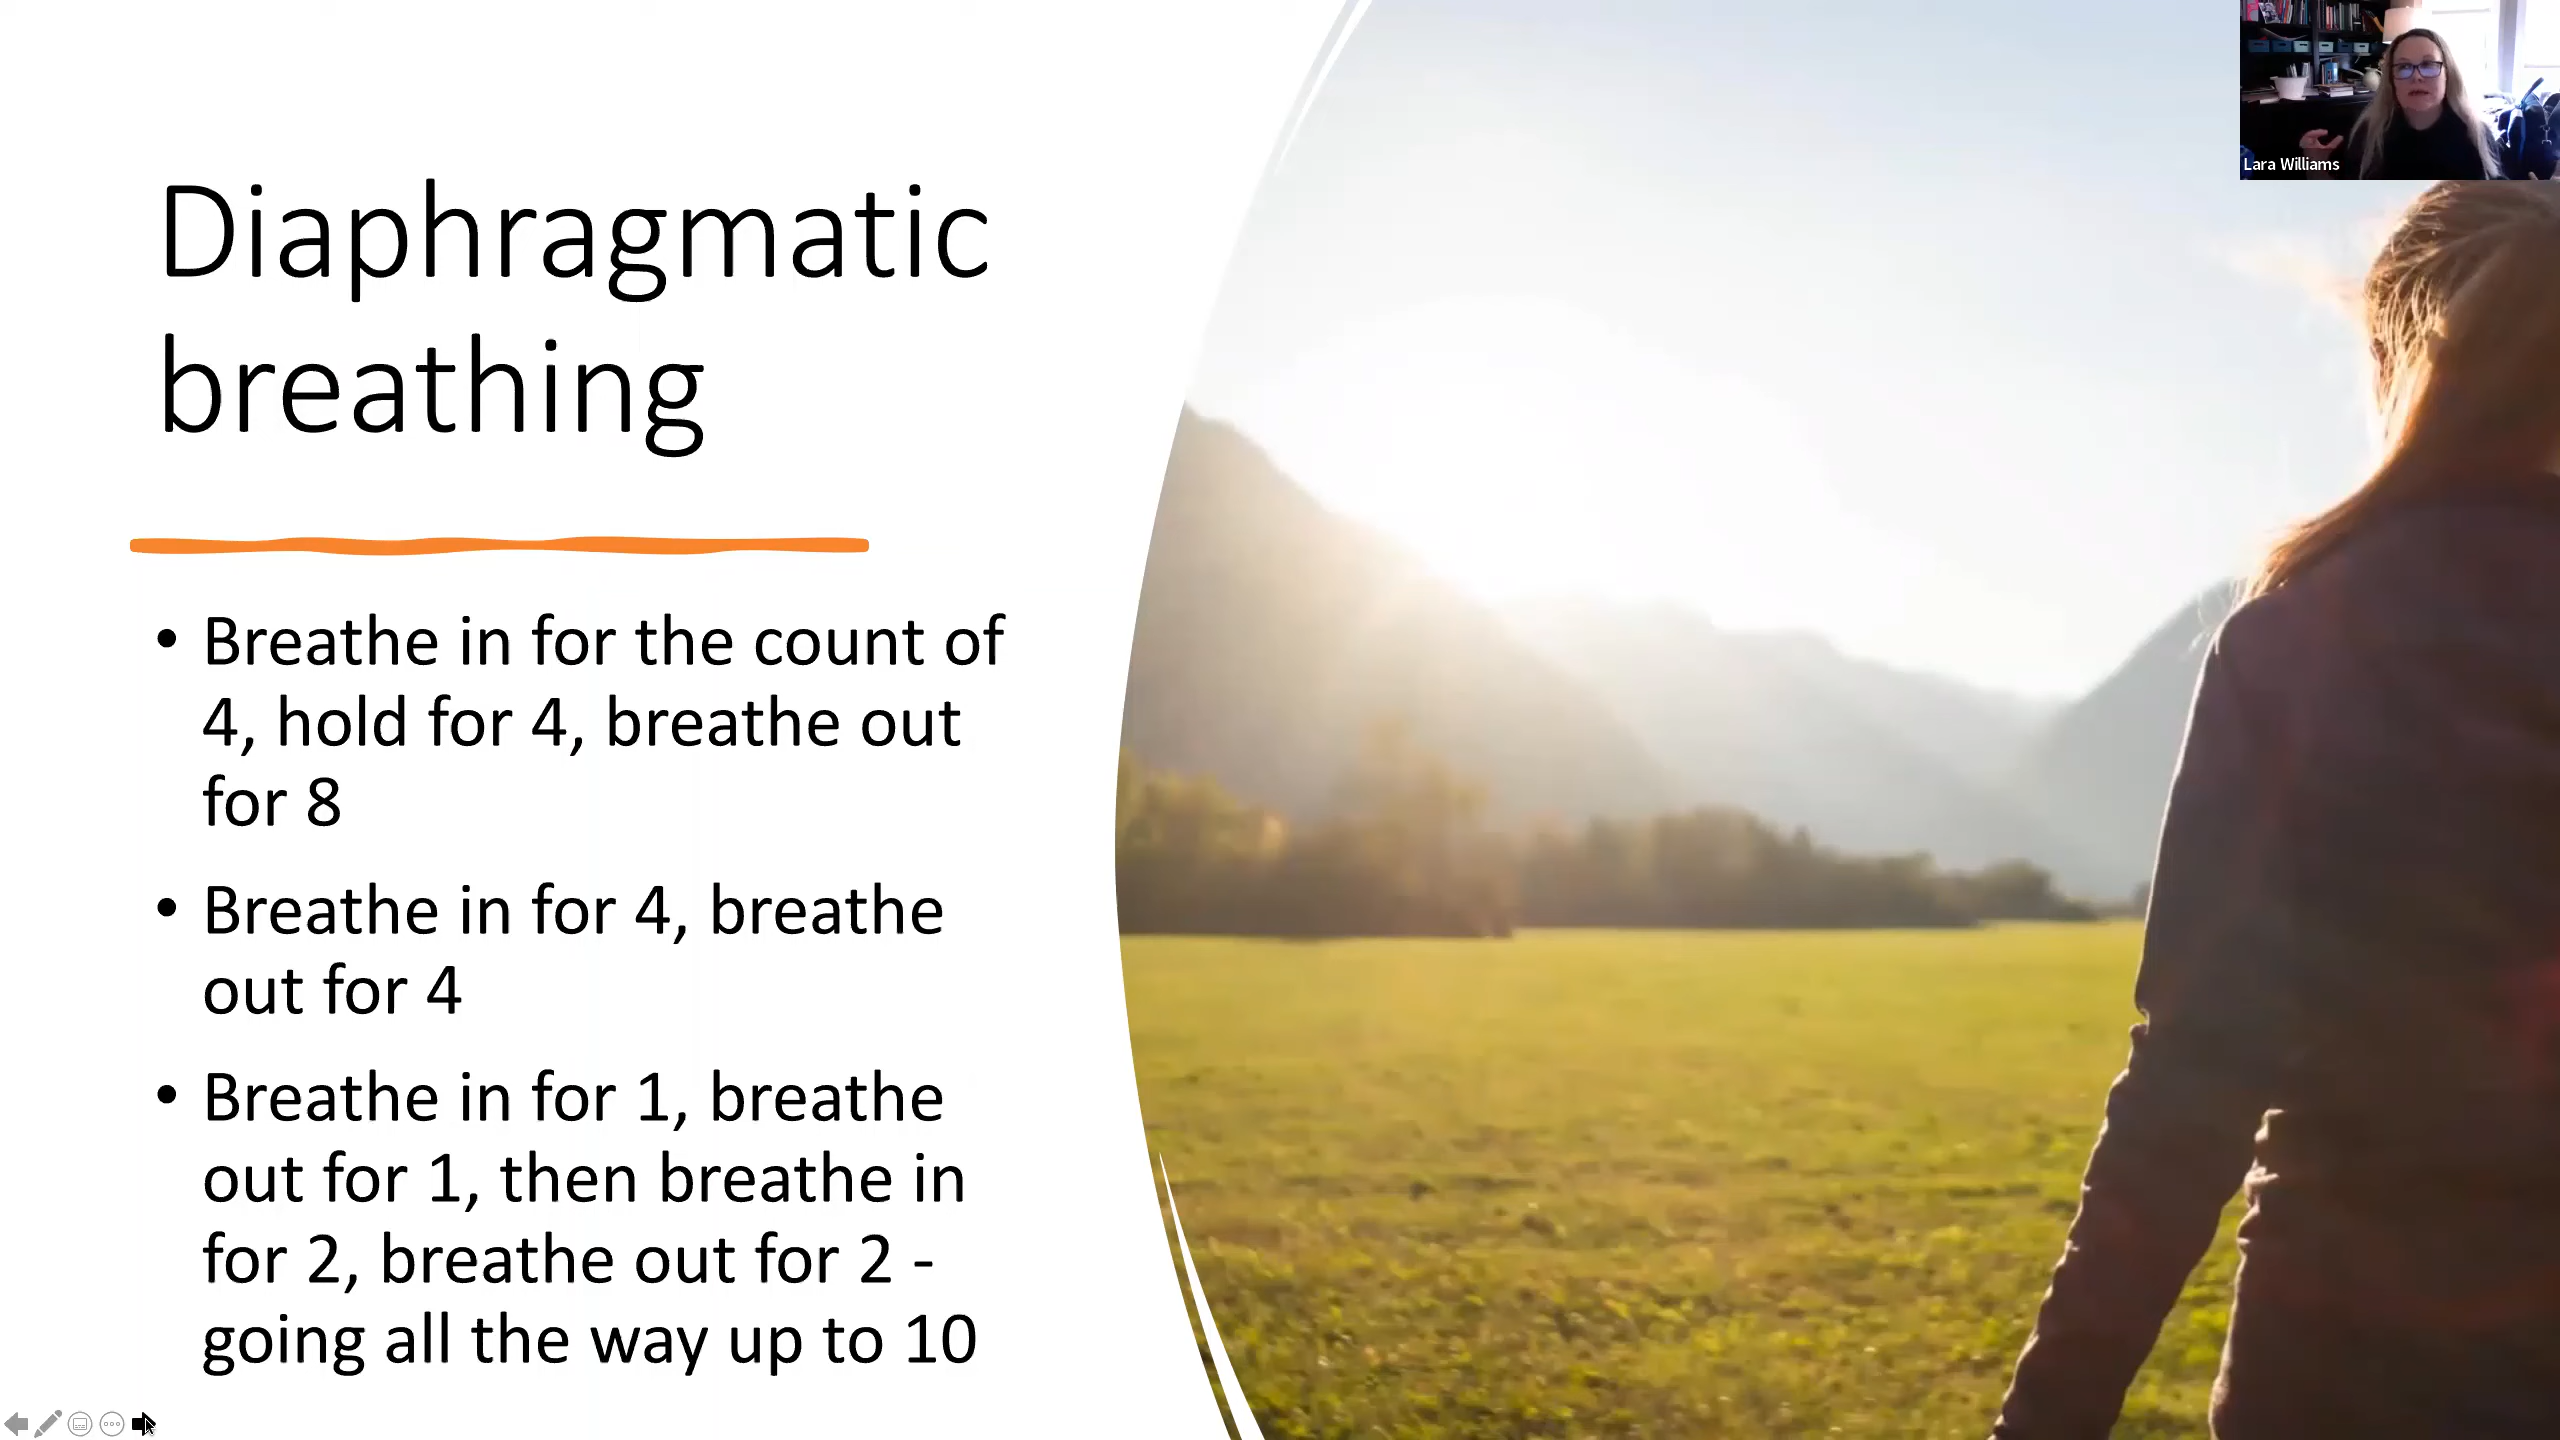 Diaphragmatic
breathing
• Breathe in for the count of
4, hold for 4, breathe out
for 8
• Breathe in for 4, breathe
out for 4
• Breathe in for 1, breathe
out for 1, then breathe in
for 2, breathe out for 2 -
going all the way up to 10
Lara Williams